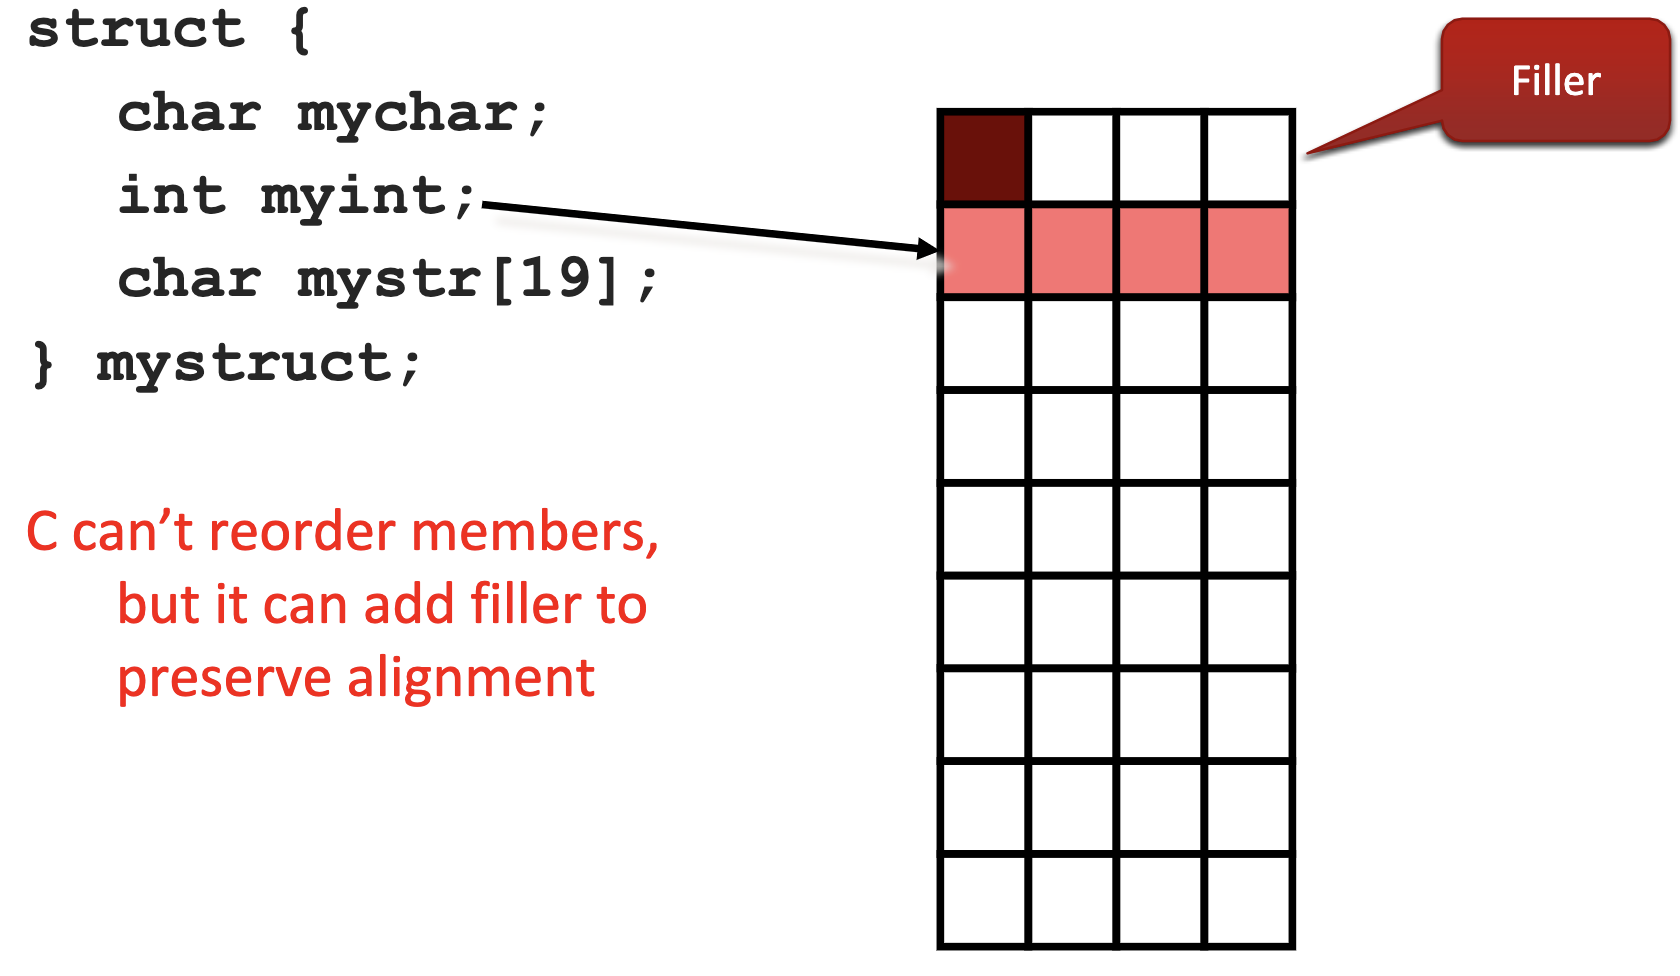 struct {
char mychar;
int myint;
char mystr[19];
} mystruct;
C can’t reorder members,
but it can add filler to
preserve alignment
Filler